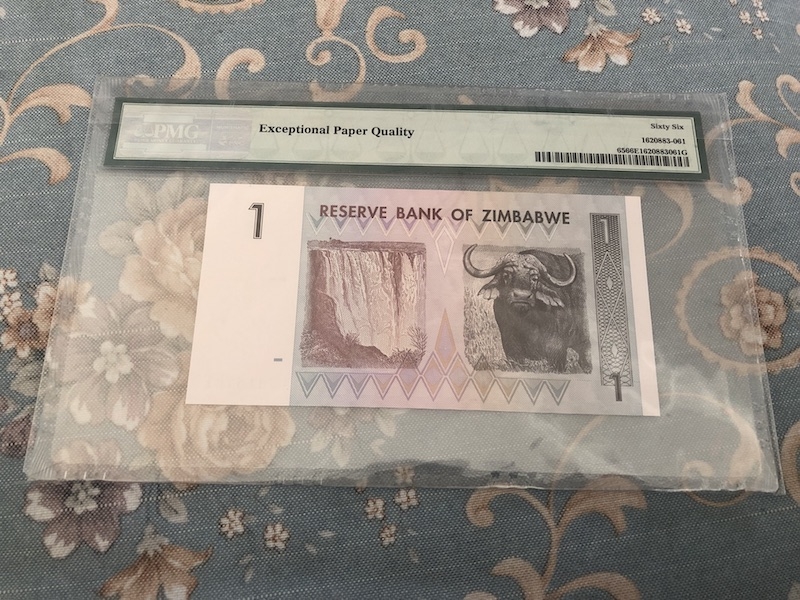 PMG
Exceptional Paper Quality
Sixty Six
1620883-061
6566E1620883061G
1
RESERVE BANK OF ZIMBABWE
1
1